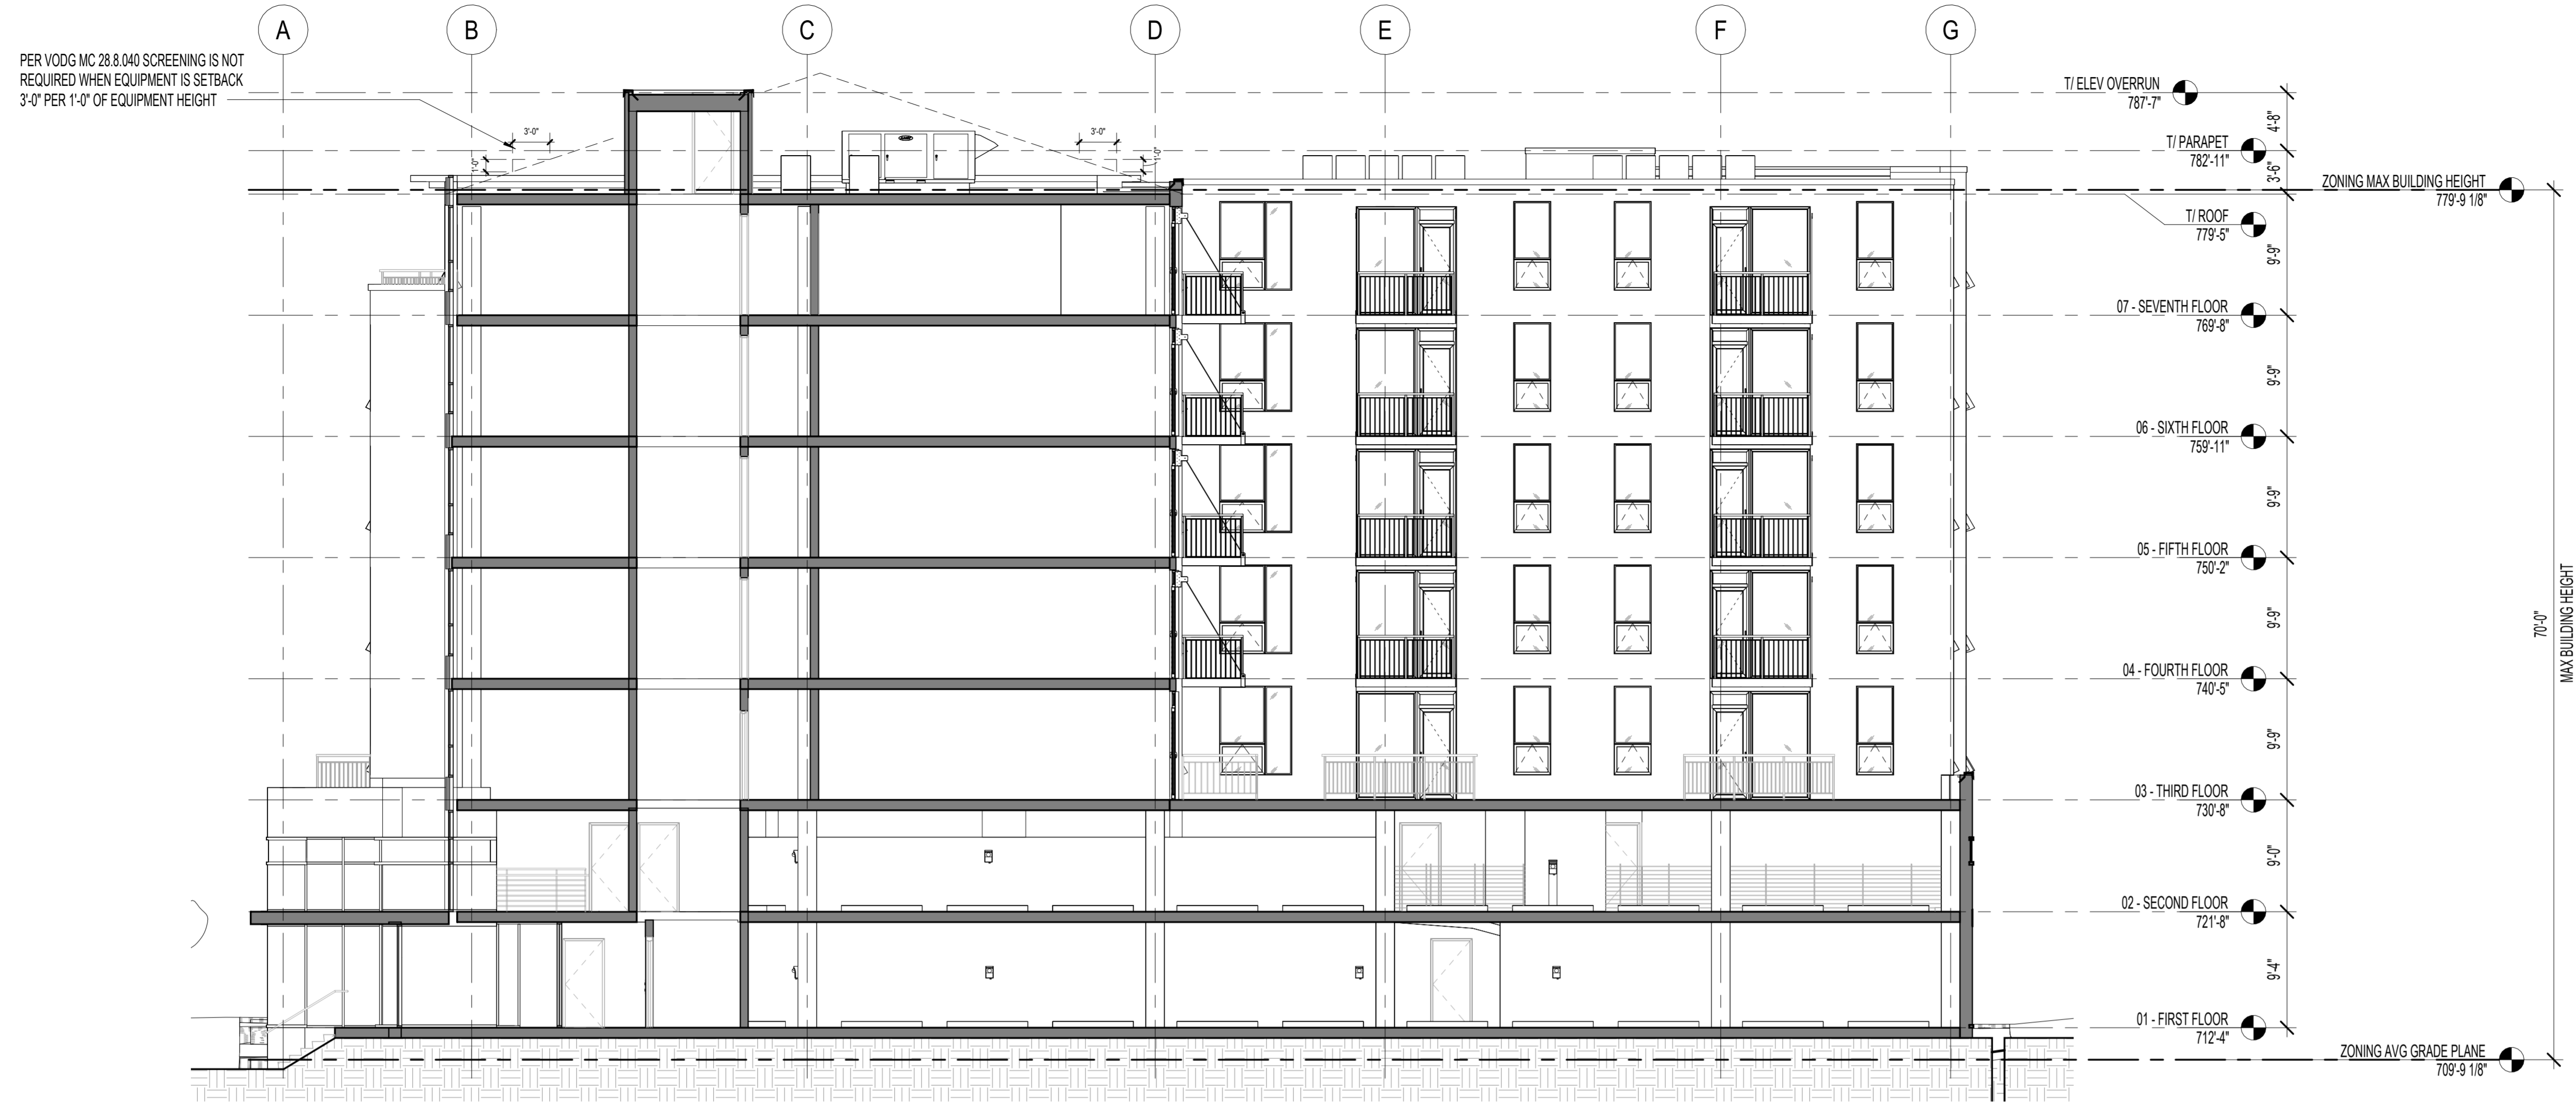 A
B
C
D
E
F
G
PER VODG MC 28.8.040 SCREENING IS NOT
REQUIRED WHEN EQUIPMENT IS SETBACK
3'-0" PER 1'-0" OF EQUIPMENT HEIGHT
3'-0"
1'-0"
3'-0"
1'-0"
T/ ELEV OVERRUN
787'-7"
4'-8"
T/ PARAPET
782'-11"
3'-6"
ZONING MAX BUILDING HEIGHT
779'-9 1/8"
T/ ROOF
779'-5"
9'-9"
07 - SEVENTH FLOOR
769'-8"
9'-9"
06 - SIXTH FLOOR
759'-11"
9'-9"
05 - FIFTH FLOOR
750'-2"
9'-9"
04 - FOURTH FLOOR
740'-5"
9'-9"
03 - THIRD FLOOR
730'-8"
9'-0"
02 - SECOND FLOOR
721'-8"
9'-4"
01 - FIRST FLOOR
712'-4"
70'-0"
MAX BUILDING HEIGHT
ZONING AVG GRADE PLANE
709'-9 1/8"